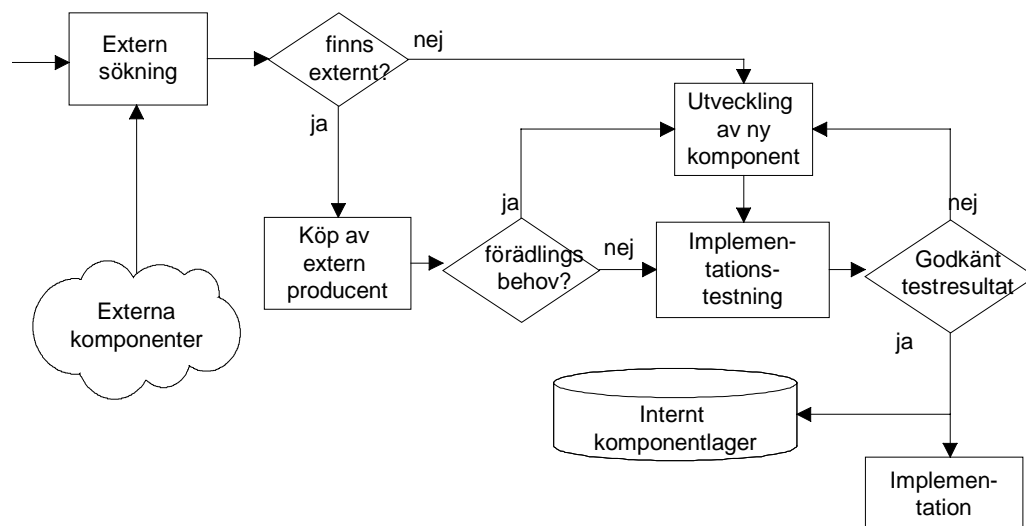 Extern
sökning
finns
externt?
nej
ja
Utveckling
av ny
komponent
Köp av
extern
producent
ja
förädlings
behov?
nej
Implemen-
tations-
testning
nej
Godkänt
testresultat
ja
Externa
komponenter
Internt
komponentlager
Implemen-
tation